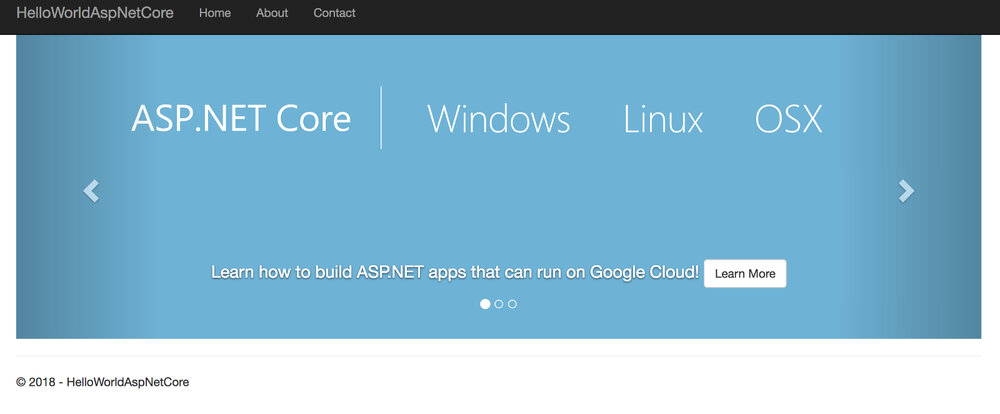 HelloWorldAspNetCore Home About Contact
ASP.NET Core Windows Linux OSX
Learn how to build ASP.NET apps that can run on Google Cloud! Learn More
© 2018 - HelloWorldAspNetCore